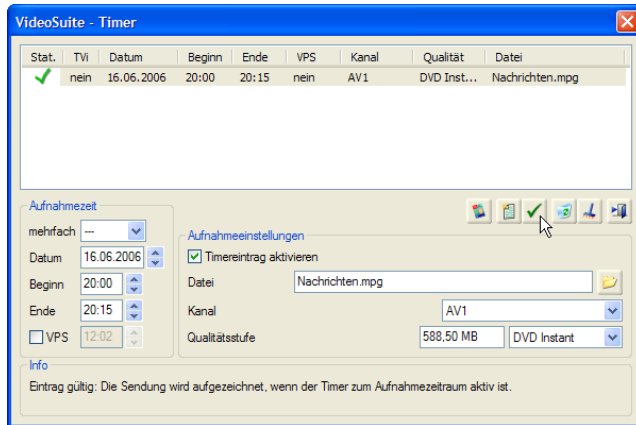 VideoSuite - Timer
Stat. TVi Datum Beginn Ende VPS Kanal Qualität Datei
nein 16.06.2006 20:00 20:15 nein AV1 DVD Inst... Nachrichten.mpg
Aufnahmezeit
mehrfach ---
Datum 16.06.2006
Beginn 20:00
Ende 20:15
VPS 12:02
Aufnahmeeinstellungen
Timereintrag aktivieren
Datei Nachrichten.mpg
Kanal AV1
Qualitätsstufe 588,50 MB DVD Instant
Info
Eintrag gültig: Die Sendung wird aufgezeichnet, wenn der Timer zum Aufnahmezeitraum aktiv ist.